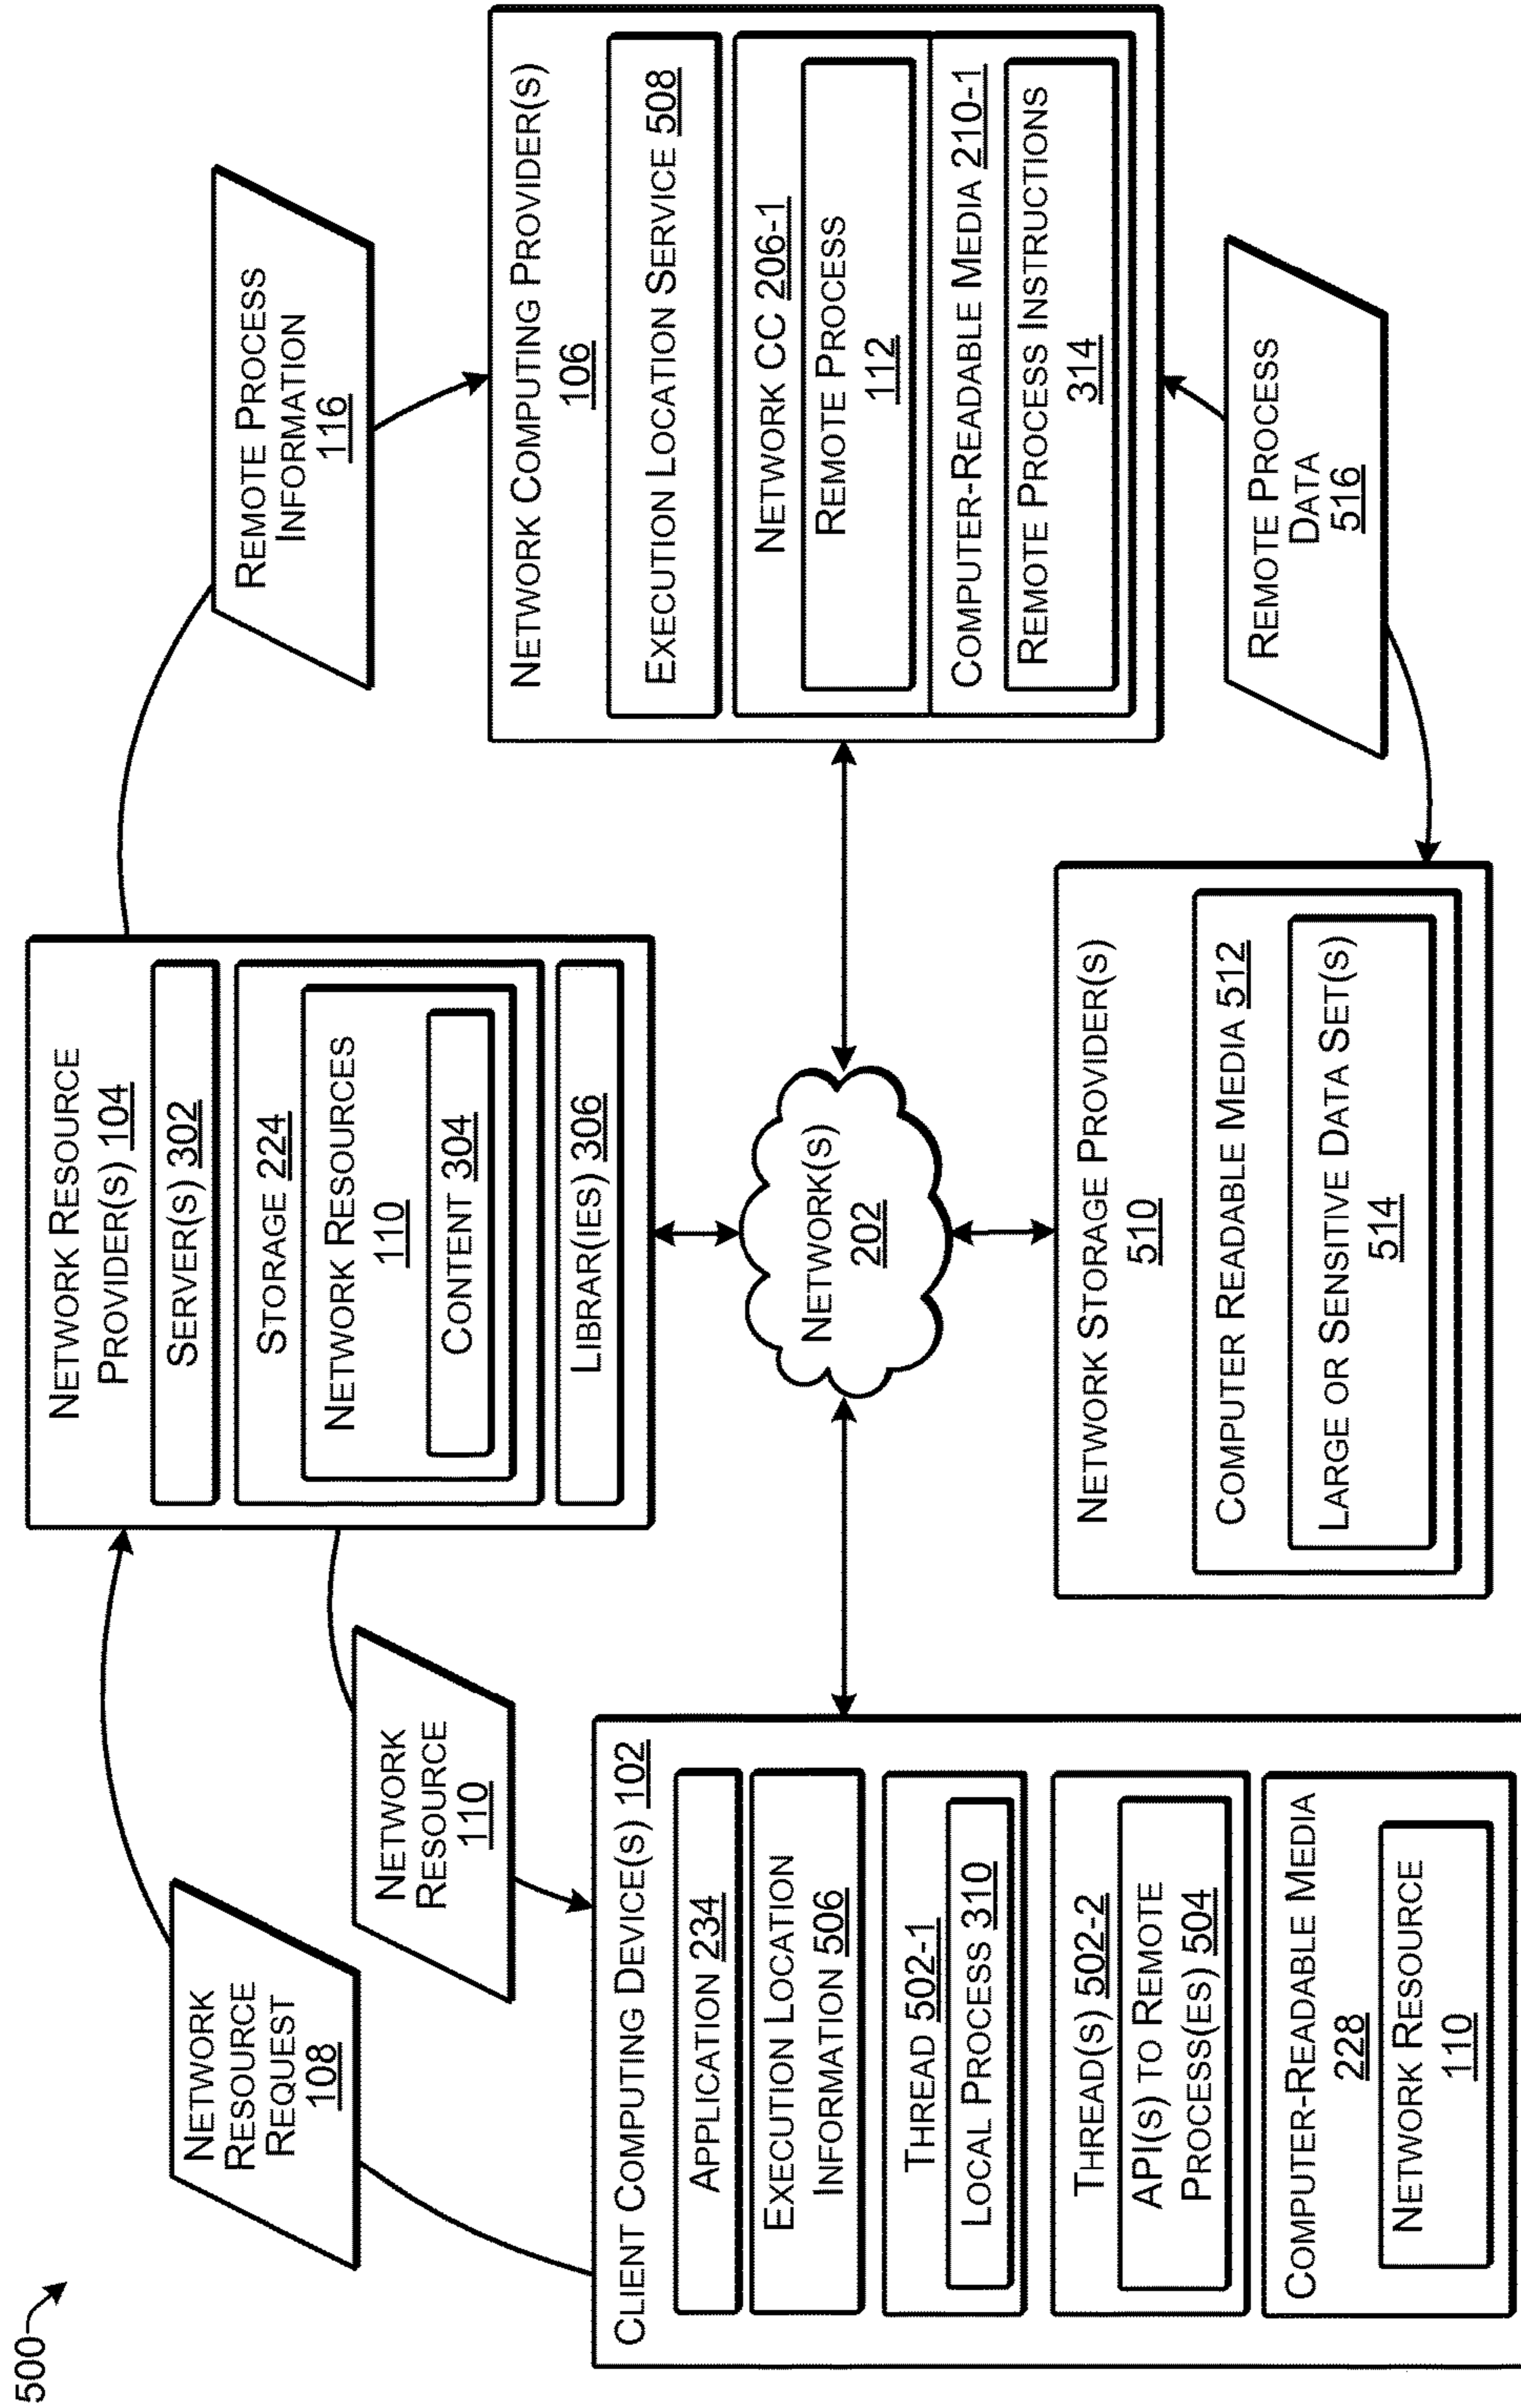 500
NETWORK
RESOURCE
REQUEST
108
NETWORK
RESOURCE
110
CLIENT COMPUTING DEVICE(S) 102
APPLICATION 234
EXECUTION LOCATION
INFORMATION 506
THREAD 502-1
LOCAL PROCESS 310
THREAD(S) 502-2
API(S) TO REMOTE
PROCESS(ES) 504
COMPUTER-READABLE MEDIA
228
NETWORK RESOURCE
110
NETWORK RESOURCE
PROVIDER(S) 104
SERVER(S) 302
STORAGE 224
NETWORK RESOURCES
110
CONTENT 304
LIBRAR(IES) 306
NETWORK(S)
202
NETWORK STORAGE PROVIDER(S)
510
COMPUTER READABLE MEDIA 512
LARGE OR SENSITIVE DATA SET(S)
514
REMOTE PROCESS
INFORMATION
116
NETWORK COMPUTING PROVIDER(S)
106
EXECUTION LOCATION SERVICE 508
NETWORK CC 206-1
REMOTE PROCESS
112
COMPUTER-READABLE MEDIA 210-1
REMOTE PROCESS INSTRUCTIONS
314
REMOTE PROCESS
DATA
516